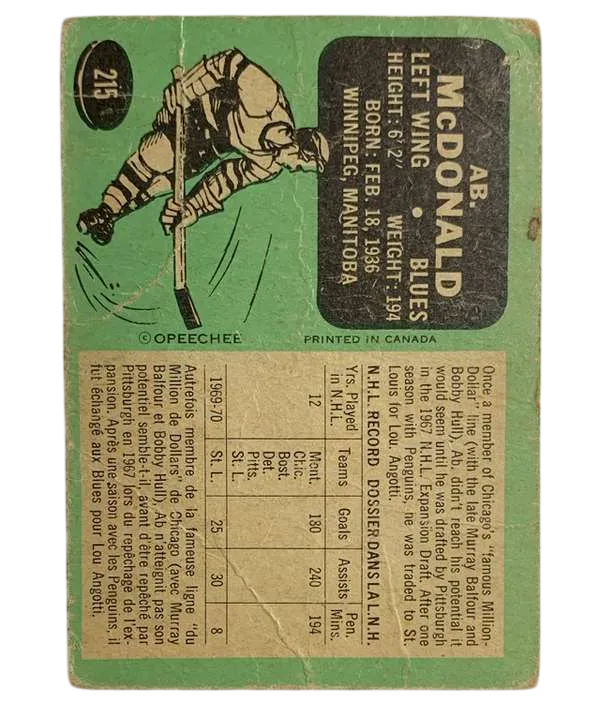 215
AB.
McDONALD
LEFT WING • BLUES
HEIGHT: 6'2" WEIGHT: 194
BORN: FEB. 18, 1936
WINNIPEG, MANITOBA
© OPEECHEE PRINTED IN CANADA
Once a member of Chicago's "famous Million-
Dollar" line (with the late Murray Balfour and
Bobby Hull), Ab, didn't reach his potential it
would seem until he was drafted by Pittsburgh
in the 1967 N.H.L. Expansion Draft. After one
season with Penguins, he was traded to St.
Louis for Lou. Angotti.
N.H.L. RECORD DOSSIER DANS LA L.N.H.
Yrs. Played in N.H.L. Teams Goals Assists Pen. Mins.
12 Mont. 180 240 194
Chic.
Bost.
Det.
Pitts.
St. L.
1969-70 St. L. 25 30 8
Autrefois membre de la fameuse ligne "du
Million de Dollars" de Chicago (avec Murray
Balfour et Bobby Hull), Ab n'atteignit pas son
potentiel semble-t-il, avant d'être repêché par
Pittsburgh en 1967 lors du repêchage de l'ex-
pansion. Après une saison avec les Penguins, il
fut échangé aux Blues pour Lou Angotti.